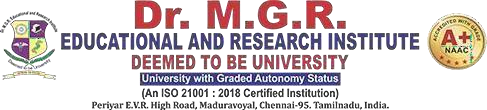 Dr. M.G.R.
EDUCATIONAL AND RESEARCH INSTITUTE
DEEMED TO BE UNIVERSITY
University with Graded Autonomy Status
(An ISO 21001 : 2018 Certified Institution)
Periyar E.V.R. High Road, Maduravoyal, Chennai-95. Tamilnadu, India.
A+
NAAC